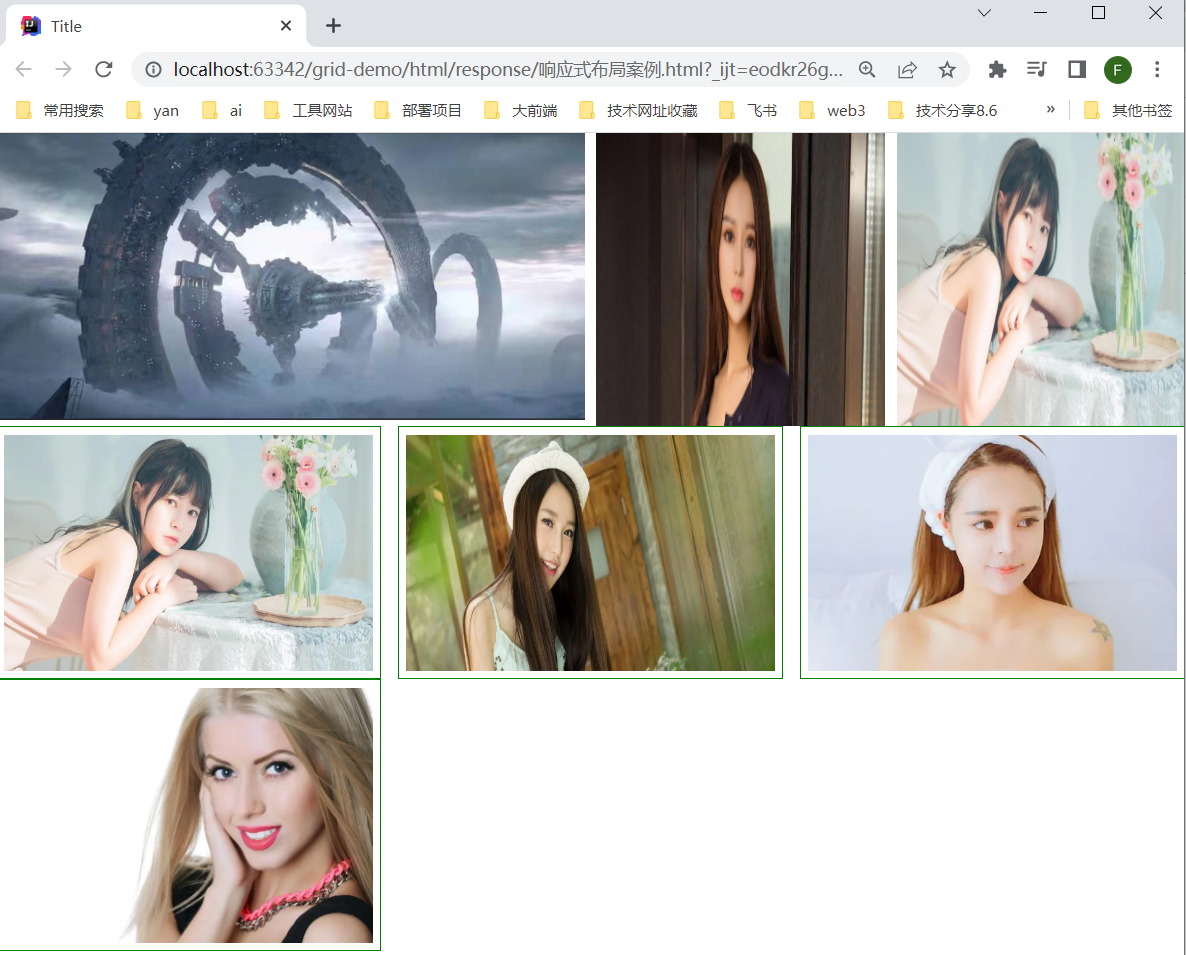 Title
localhost:63342/grid-demo/html/response/响应式布局案例.html?_ijt=eodkr26g...
F
常用搜索 yan ai 工具网站 部署项目 大前端 技术网址收藏 飞书 web3 技术分享8.6 » 其他书签